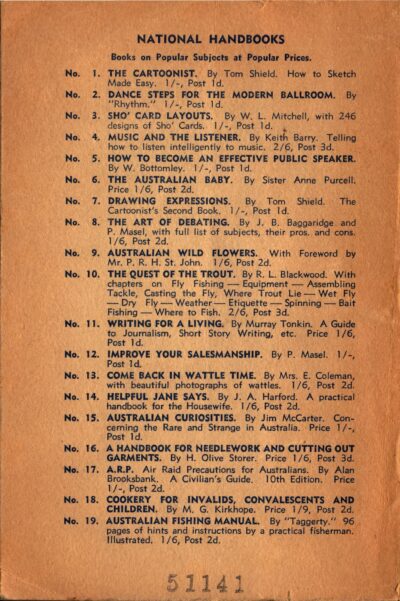 NATIONAL HANDBOOKS
Books on Popular Subjects at Popular Prices.
No. 1. THE CARTOONIST. By Tom Shield. How to Sketch
Made Easy. 1/-, Post 1d.
No. 2. DANCE STEPS FOR THE MODERN BALLROOM. By
"Rhythm." 1/-, Post 1d.
No. 3. SHO' CARD LAYOUTS. By W. L. Mitchell, with 246
designs of Sho' Cards. 1/-, Post 1d.
No. 4. MUSIC AND THE LISTENER. By Keith Barry. Telling
how to listen intelligently to music. 2/6, Post 3d.
No. 5. HOW TO BECOME AN EFFECTIVE PUBLIC SPEAKER.
By W. Bottomley. 1/-, Post 1d.
No. 6. THE AUSTRALIAN BABY. By Sister Anne Purcell.
Price 1/6, Post 2d.
No. 7. DRAWING EXPRESSIONS. By Tom Shield. The
Cartoonist's Second Book. 1/-, Post 1d.
No. 8. THE ART OF DEBATING. By J. B. Baggaridge and
P. Masel, with full list of subjects, their pros. and cons.
1/6, Post 2d.
No. 9. AUSTRALIAN WILD FLOWERS. With Foreword by
Mr. P. R. H. St. John. 1/6, Post 2d.
No. 10. THE QUEST OF THE TROUT. By R. L. Blackwood. With
chapters on Fly Fishing — Equipment — Assembling
Tackle, Casting the Fly, Where Trout Lie — Wet Fly
— Dry Fly — Weather — Etiquette — Spinning — Bait
Fishing — Where to Fish. 2/6, Post 3d.
No. 11. WRITING FOR A LIVING. By Murray Tonkin. A Guide
to Journalism, Short Story Writing, etc. Price 1/6,
Post 1d.
No. 12. IMPROVE YOUR SALESMANSHIP. By P. Masel. 1/-,
Post 1d.
No. 13. COME BACK IN WATTLE TIME. By Mrs. E. Coleman,
with beautiful photographs of wattles. 1/6, Post 2d.
No. 14. HELPFUL JANE SAYS. By J. A. Harford. A practical
handbook for the Housewife. 1/6, Post 2d.
No. 15. AUSTRALIAN CURIOSITIES. By Jim McCarter. Con-
cerning the Rare and Strange in Australia. Price 1/-,
Post 1d.
No. 16. A HANDBOOK FOR NEEDLEWORK AND CUTTING OUT
GARMENTS. By H. Olive Storer. Price 1/6, Post 3d.
No. 17. A.R.P. Air Raid Precautions for Australians. By Alan
Brooksbank. A Civilian's Guide. 10th Edition. Price
1/-, Post 2d.
No. 18. COOKERY FOR INVALIDS, CONVALESCENTS AND
CHILDREN. By M. G. Kirkhope. Price 1/9, Post 2d.
No. 19. AUSTRALIAN FISHING MANUAL. By "Taggerty." 96
pages of hints and instructions by a practical fisherman.
Illustrated. 1/6, Post 2d.
51141